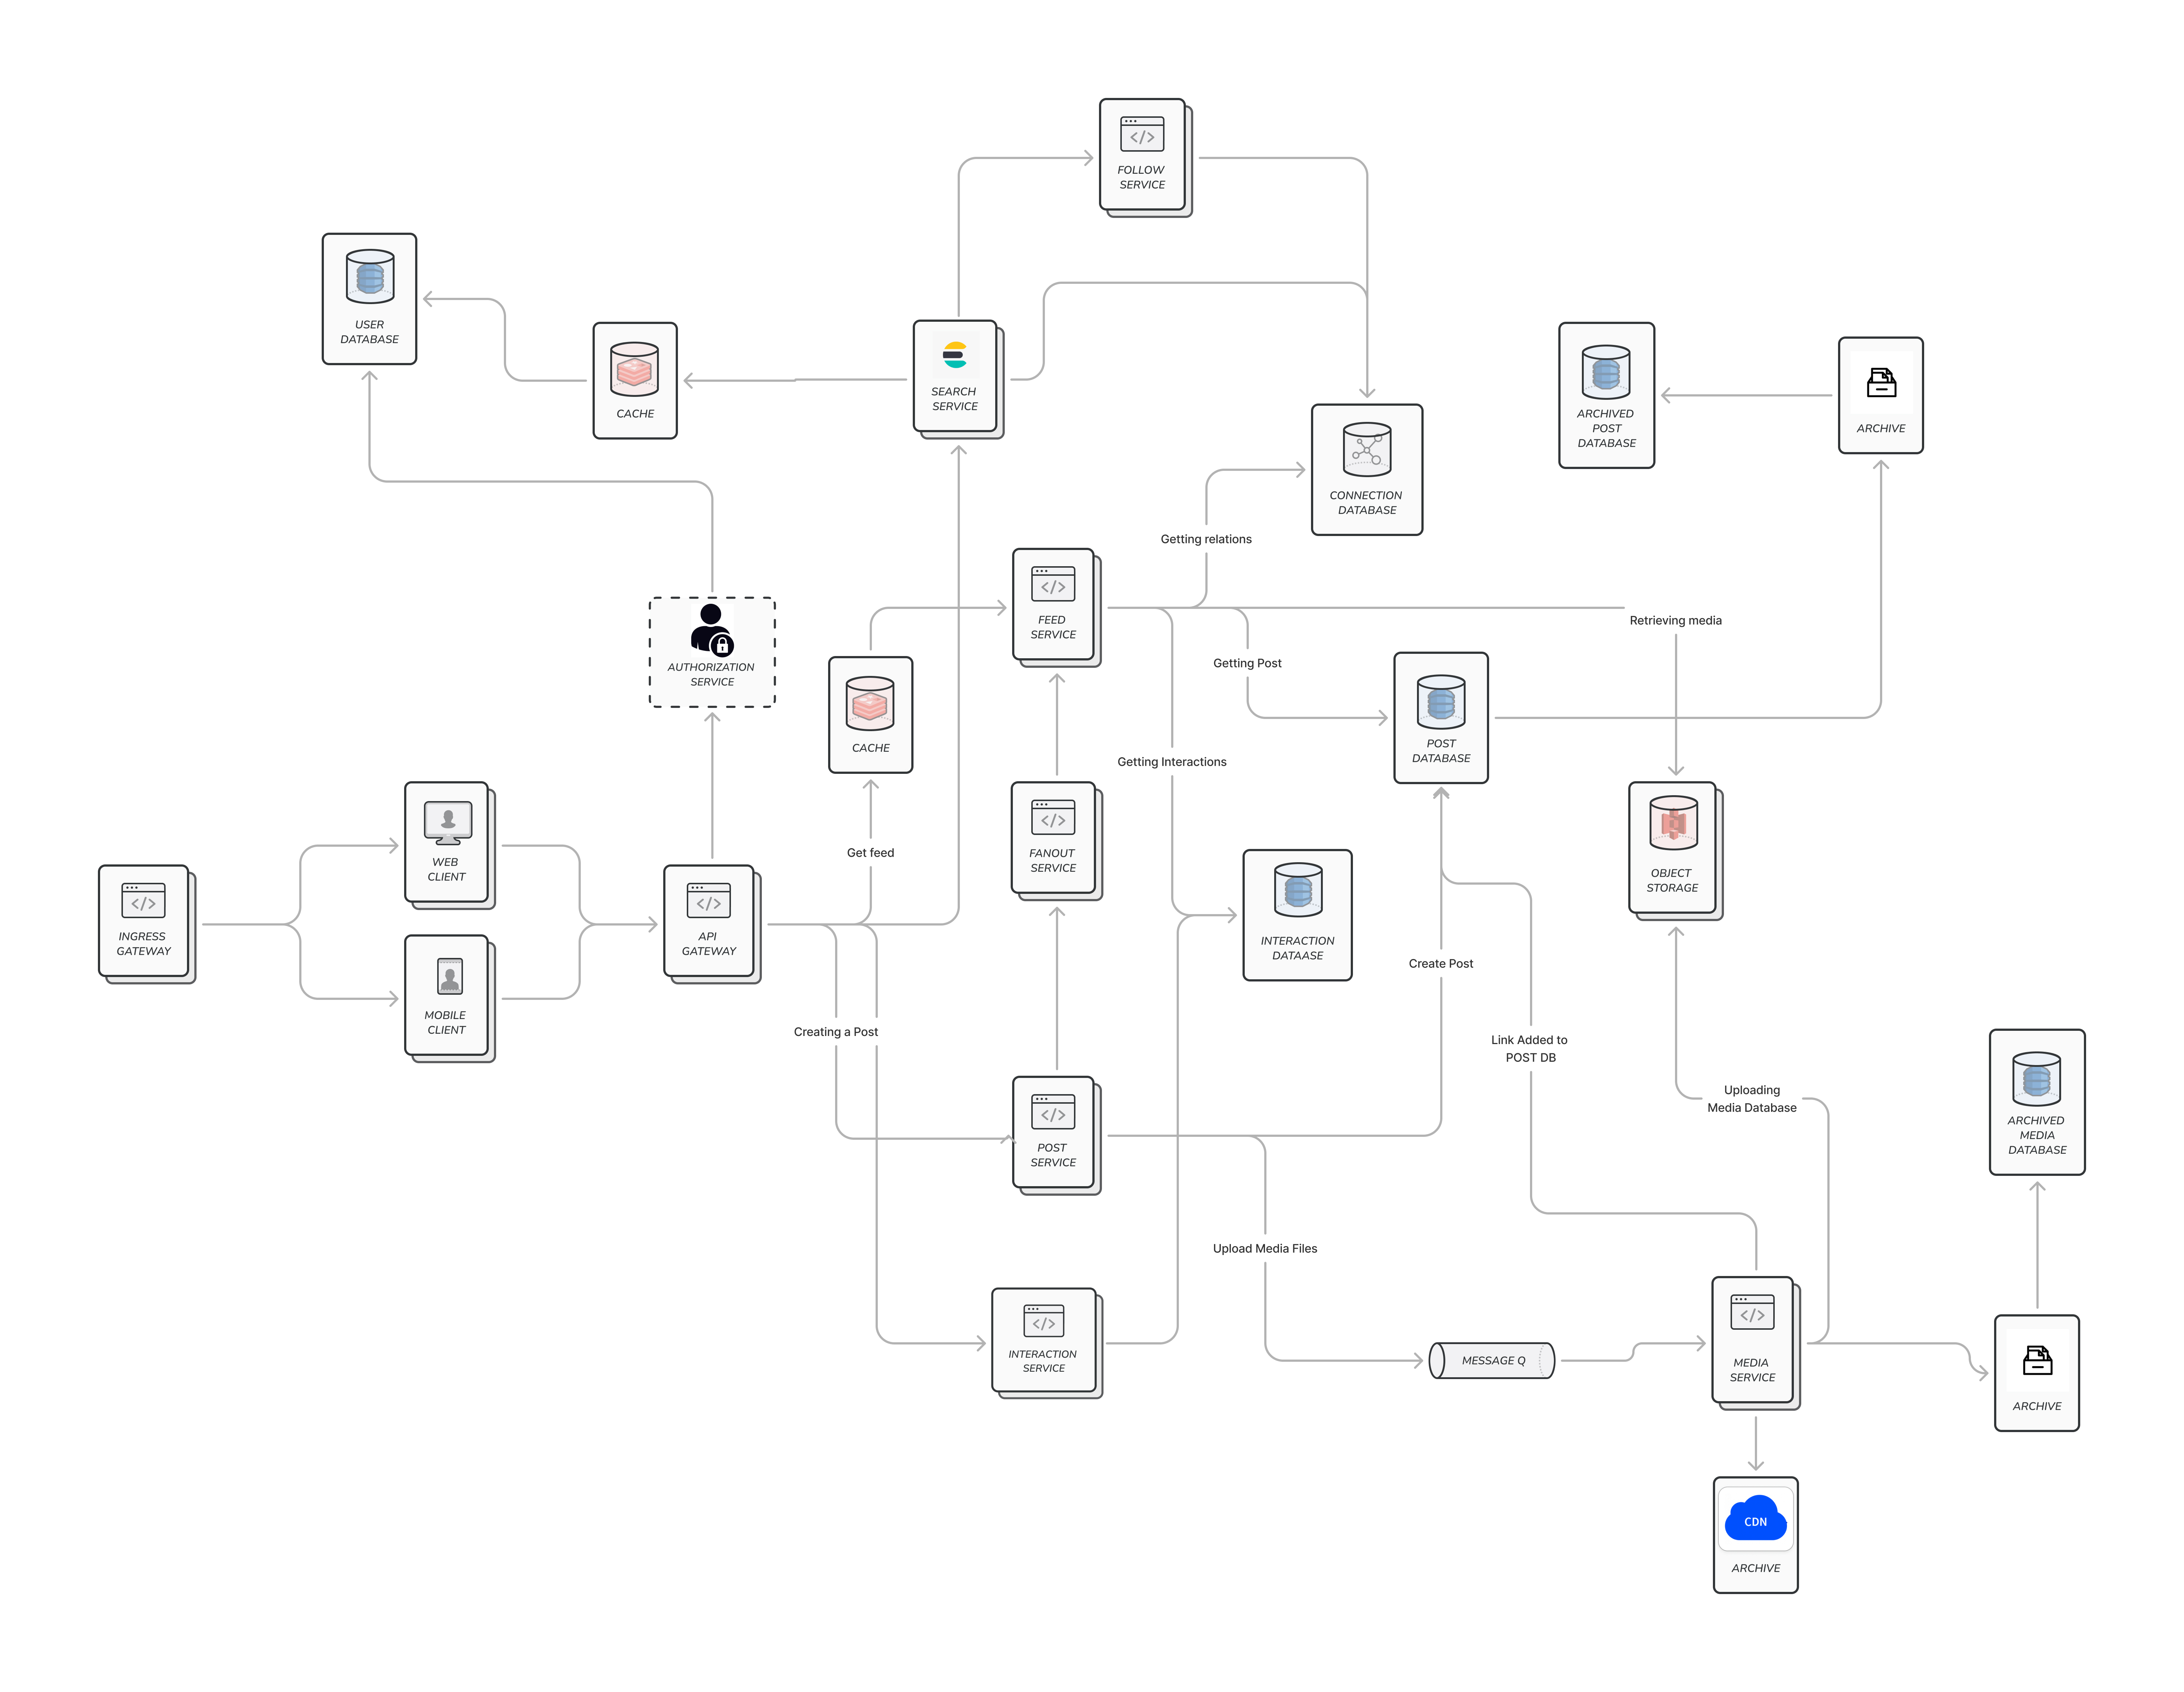 FOLLOW
SERVICE
USER
DATABASE
CACHE
SEARCH
SERVICE
ARCHIVED
POST
DATABASE
ARCHIVE
CONNECTION
DATABASE
Getting relations
FEED
SERVICE
Retrieving media
AUTHORIZATION
SERVICE
Getting Post
CACHE
POST
DATABASE
Getting Interactions
WEB
CLIENT
Get feed
FANOUT
SERVICE
OBJECT
STORAGE
INGRESS
GATEWAY
API
GATEWAY
INTERACTION
DATAASE
Create Post
MOBILE
CLIENT
Creating a Post
Link Added to
POST DB
Uploading
Media Database
ARCHIVED
MEDIA
DATABASE
POST
SERVICE
Upload Media Files
INTERACTION
SERVICE
MESSAGE Q
MEDIA
SERVICE
ARCHIVE
CDN
ARCHIVE